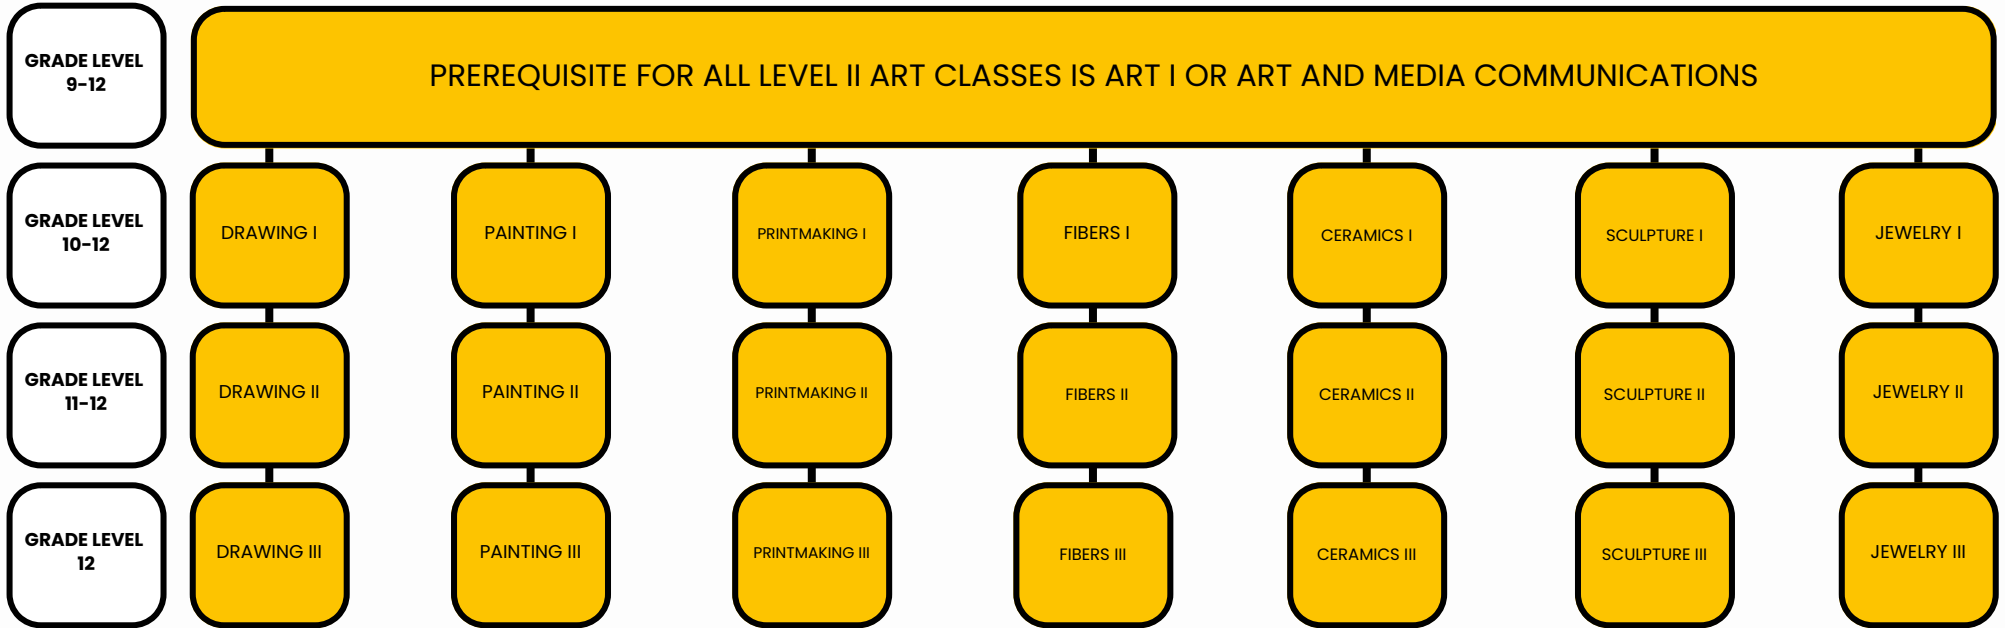 GRADE LEVEL
9-12
PREREQUISITE FOR ALL LEVEL II ART CLASSES IS ART I OR ART AND MEDIA COMMUNICATIONS
GRADE LEVEL
10-12
DRAWING I
PAINTING I
PRINTMAKING I
FIBERS I
CERAMICS I
SCULPTURE I
JEWELRY I
GRADE LEVEL
11-12
DRAWING II
PAINTING II
PRINTMAKING II
FIBERS II
CERAMICS II
SCULPTURE II
JEWELRY II
GRADE LEVEL
12
DRAWING III
PAINTING III
PRINTMAKING III
FIBERS III
CERAMICS III
SCULPTURE III
JEWELRY III